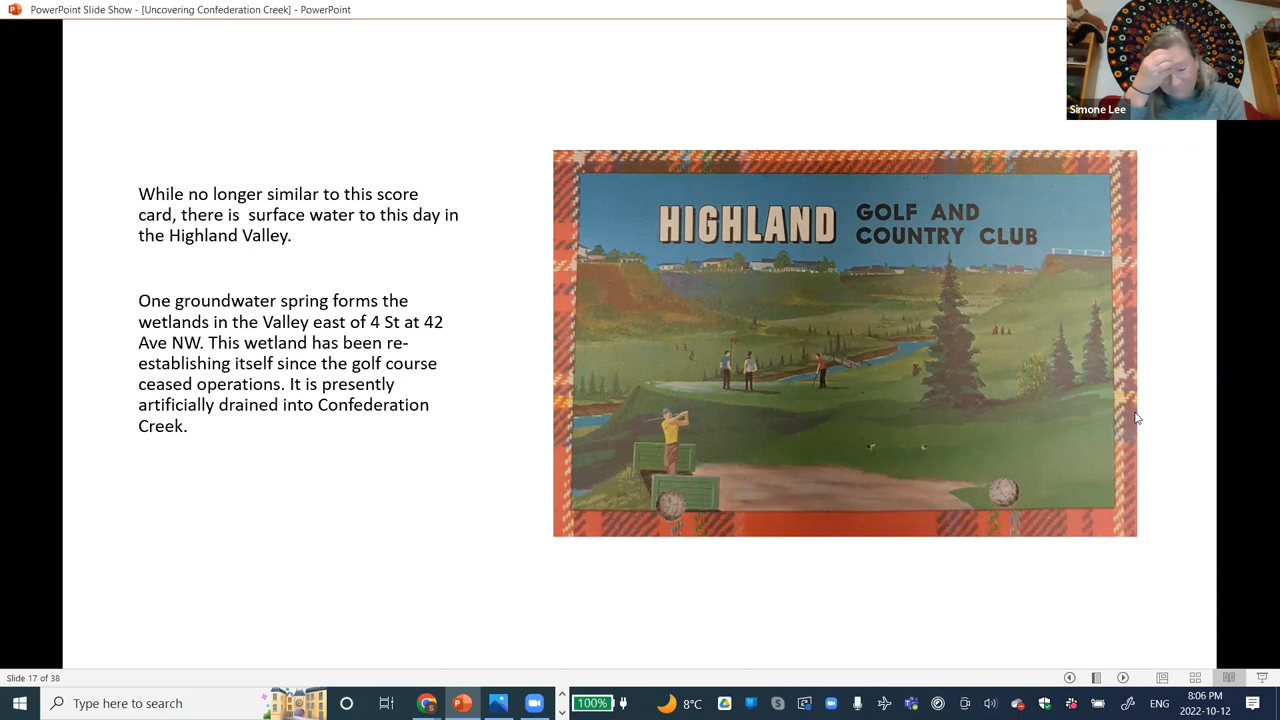 PowerPoint Slide Show - [Uncovering Confederation Creek] - PowerPoint
Simone Lee
While no longer similar to this score
card, there is  surface water to this day in
the Highland Valley.
One groundwater spring forms the
wetlands in the Valley east of 4 St at 42
Ave NW. This wetland has been re-
establishing itself since the golf course
ceased operations. It is presently
artificially drained into Confederation
Creek.
HIGHLAND
GOLF AND
COUNTRY CLUB
Slide 17 of 38
Type here to search
100%
8°C
ENG
8:06 PM
2022-10-12